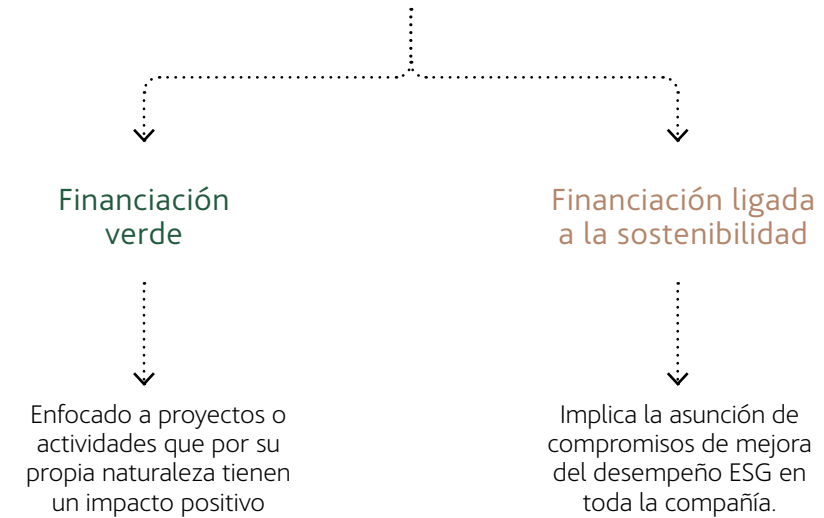 Financiación
verde
Financiación ligada
a la sostenibilidad
Enfocado a proyectos o
actividades que por su
propia naturaleza tienen
un impacto positivo
Implica la asunción de
compromisos de mejora
del desempeño ESG en
toda la compañía.